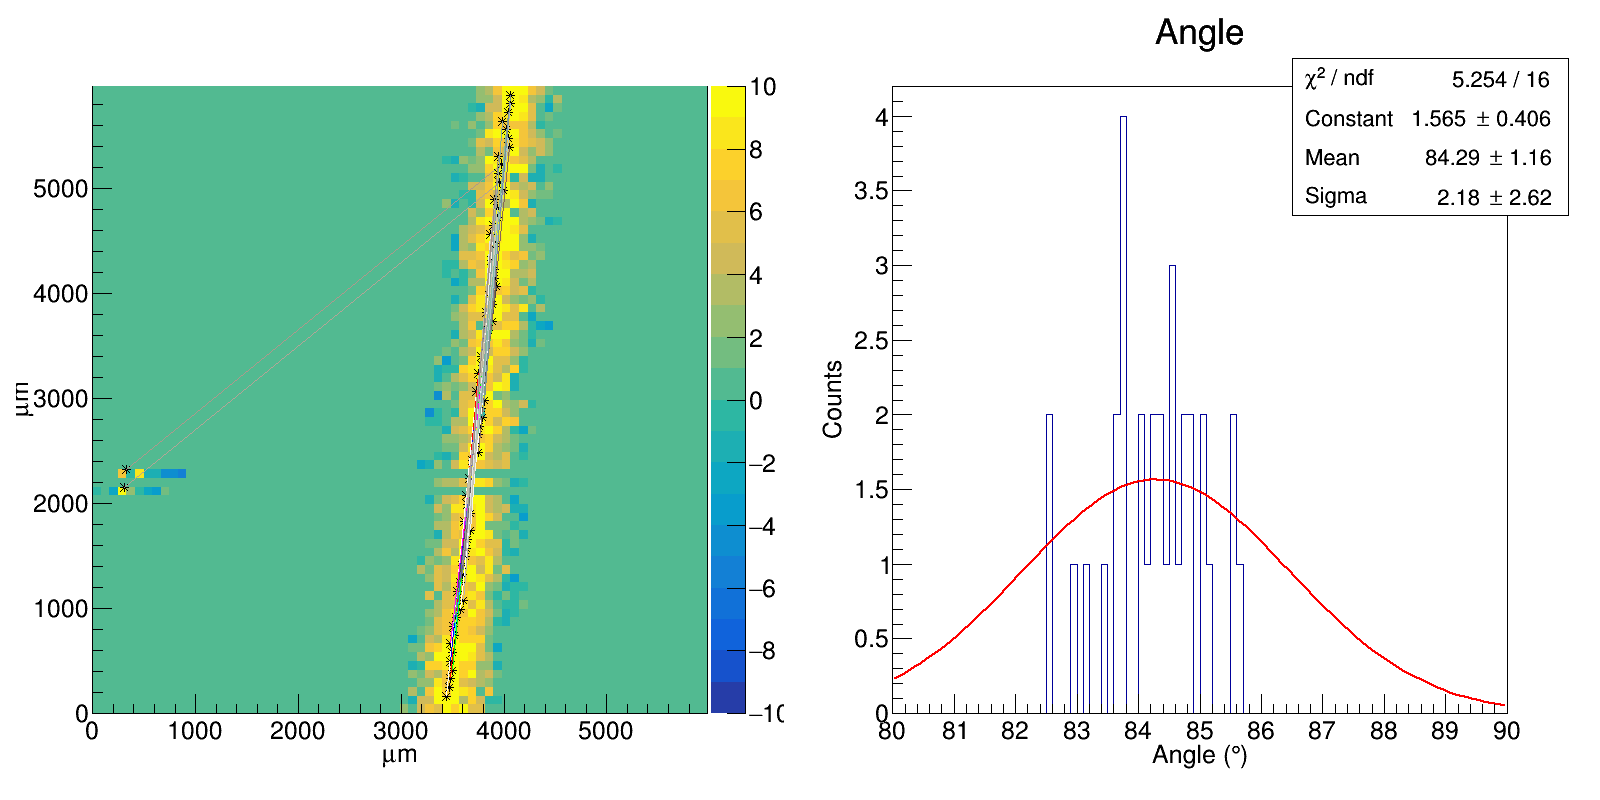 Angle
χ² / ndf 5.254 / 16
Constant 1.565 ± 0.406
Mean 84.29 ± 1.16
Sigma 2.18 ± 2.62
5000
4000
3000
2000
1000
0
μm
0 1000 2000 3000 4000 5000
μm
10
8
6
4
2
0
−2
−4
−6
−8
−10
4
3.5
3
2.5
2
1.5
1
0.5
0
Counts
80 81 82 83 84 85 86 87 88 89 90
Angle (°)